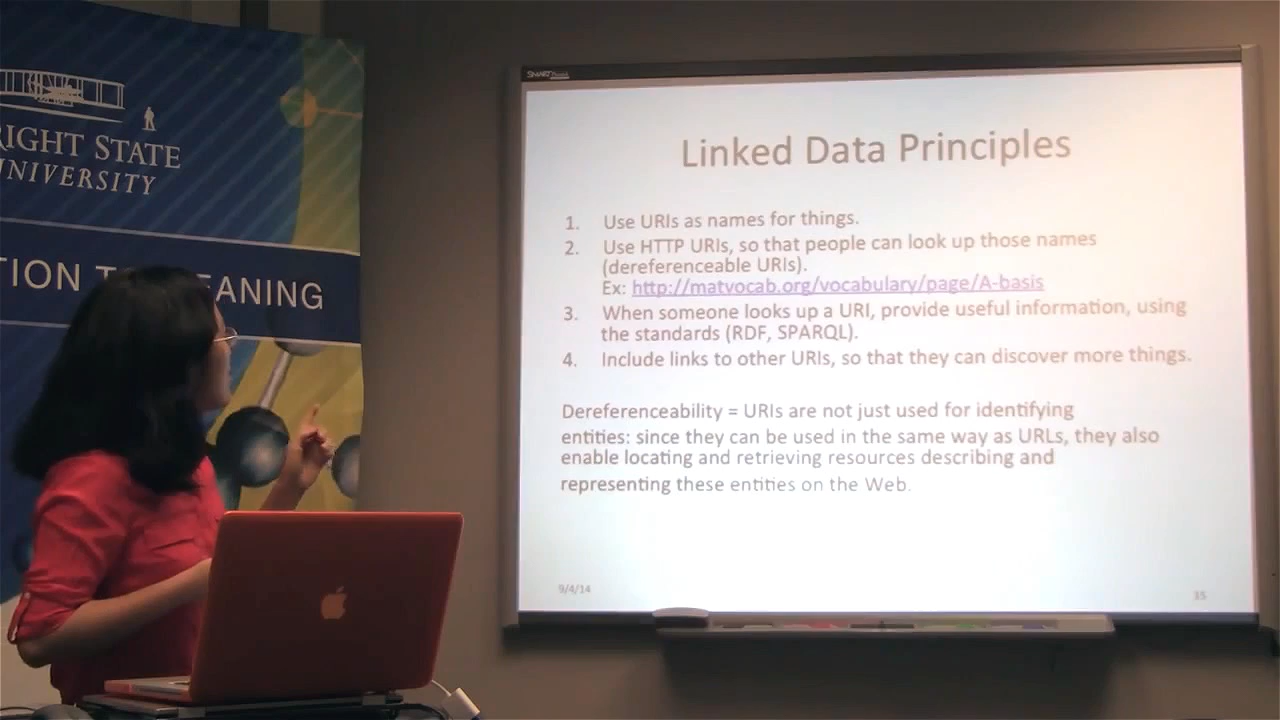 RIGHT STATE
UNIVERSITY
TION T EANING
SMART
Linked Data Principles
1. Use URIs as names for things.
2. Use HTTP URIs, so that people can look up those names
(dereferenceable URIs).
Ex: http://matvocab.org/vocabulary/page/A-basis
3. When someone looks up a URI, provide useful information, using
the standards (RDF, SPARQL).
4. Include links to other URIs, so that they can discover more things.
Dereferenceability = URIs are not just used for identifying
entities: since they can be used in the same way as URLs, they also
enable locating and retrieving resources describing and
representing these entities on the Web.
9/4/14
35